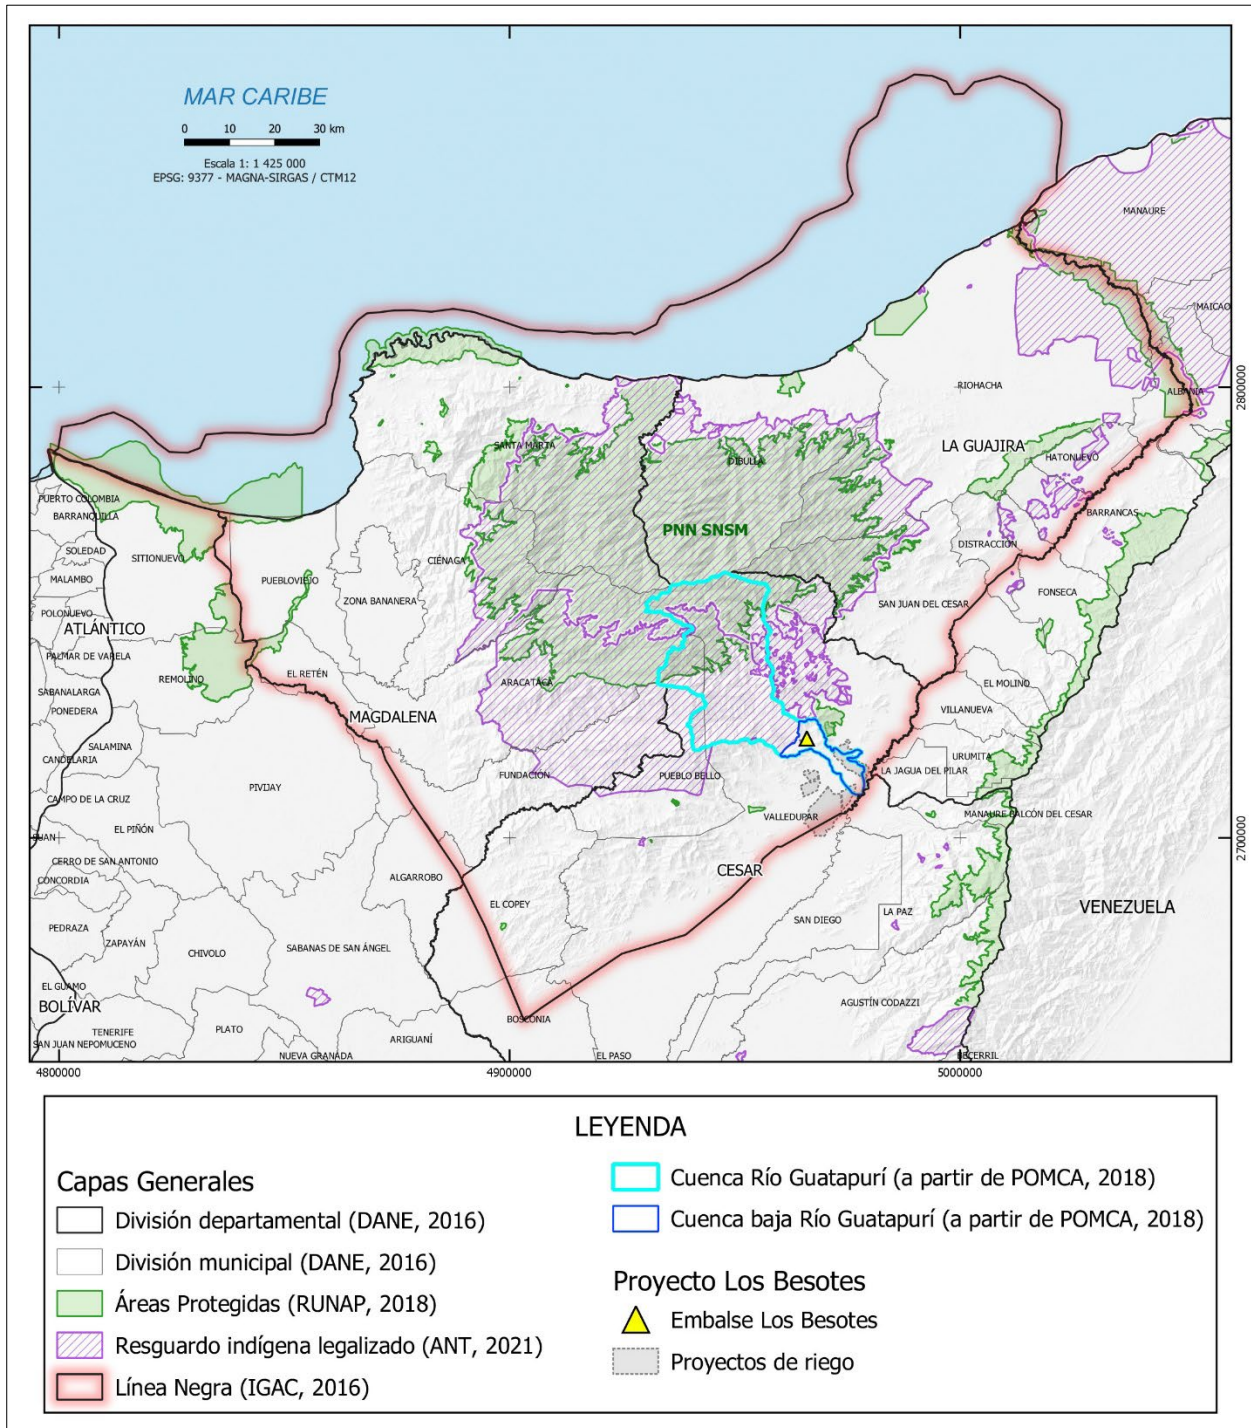 MAR CARIBE
0 10 20 30 km
Escala 1: 1 425 000
EPSG: 9377 - MAGNA-SIRGAS / CTM12
MANAURE
MAICAO
RIOHACHA
ALBANIA
2800000
LA GUAJIRA
SANTA MARTA
HATONUEVO
DIBULLA
PUERTO COLOMBIA
BARRANQUILLA
BARRANCAS
PNN SNSM
SOLEDAD
SITIONUEVO
DISTRACCIÓN
CIÉNAGA
MALAMBO
PUEBLOVIEJO
FONSECA
ZONA BANANERA
SAN JUAN DEL CESAR
POLONUEVO
ATLÁNTICO
PALMAR DE VARELA
EL RETÉN
REMOLINO
ARACATACA
EL MOLINO
SABANALARGA
PONEDERA
VILLANUEVA
MAGDALENA
SALAMINA
URUMITA
CANDELARIA
LA JAGUA DEL PILAR
FUNDACIÓN
PUEBLO BELLO
PIVIJAY
CAMPO DE LA CRUZ
VALLEDUPAR
MANAURE BALCÓN DEL CESAR
EL PIÑÓN
SUAN
2700000
CERRO DE SAN ANTONIO
CESAR
CONCORDIA
ALGARROBO
EL COPEY
VENEZUELA
LA PAZ
SAN DIEGO
PEDRAZA
ZAPAYÁN
CHIVOLO
SABANAS DE SAN ÁNGEL
EL GUAMO
BOLÍVAR
AGUSTÍN CODAZZI
BOSCONIA
TENERIFE
PLATO
ARIGUANÍ
SAN JUAN NEPOMUCENO
NUEVA GRANADA
EL PASO
BECERRIL
4800000
4900000
5000000
LEYENDA
Capas Generales
División departamental (DANE, 2016)
División municipal (DANE, 2016)
Áreas Protegidas (RUNAP, 2018)
Resguardo indígena legalizado (ANT, 2021)
Línea Negra (IGAC, 2016)
Cuenca Río Guatapurí (a partir de POMCA, 2018)
Cuenca baja Río Guatapurí (a partir de POMCA, 2018)
Proyecto Los Besotes
Embalse Los Besotes
Proyectos de riego